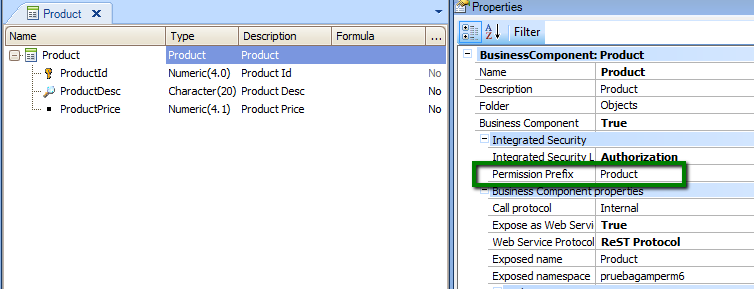 Product
Name Type Description Formula ...
Product Product Product
ProductId Numeric(4.0) Product Id No
ProductDesc Character(20) Product Desc No
ProductPrice Numeric(4.1) Product Price No
Properties
Filter
BusinessComponent: Product
Name Product
Description Product
Folder Objects
Business Component True
Integrated Security
Integrated Security L Authorization
Permission Prefix Product
Business Component properties
Call protocol Internal
Expose as Web Servi True
Web Service Protocol ReST Protocol
Exposed name Product
Exposed namespace pruebagamperm6